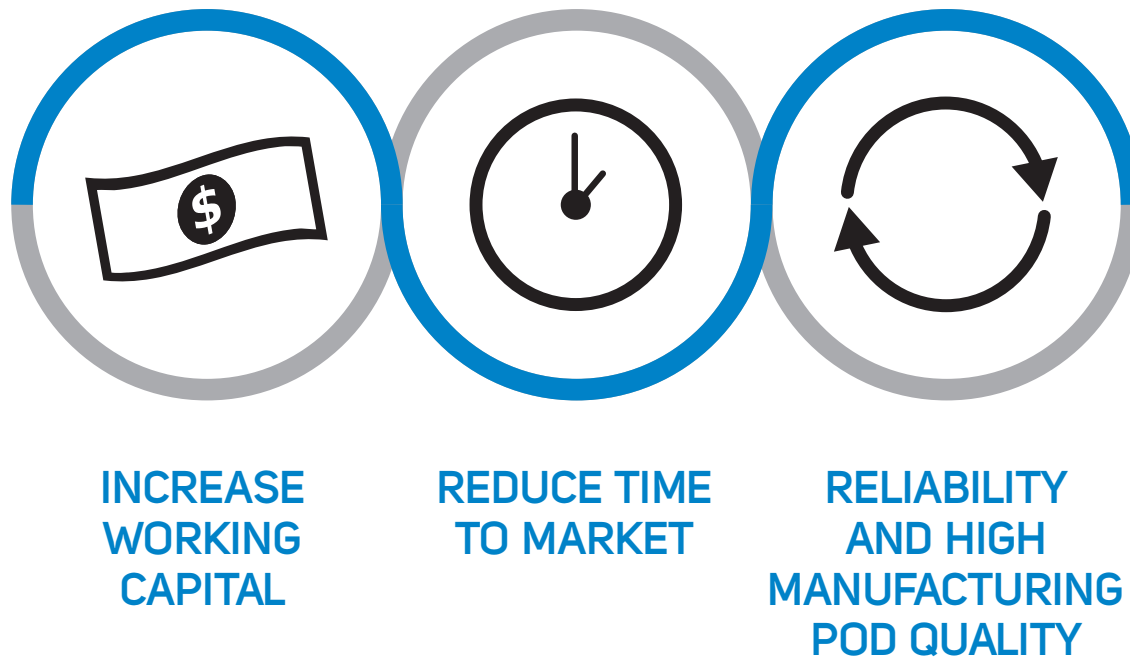 $
INCREASE
WORKING
CAPITAL
REDUCE TIME
TO MARKET
RELIABILITY
AND HIGH
MANUFACTURING
POD QUALITY